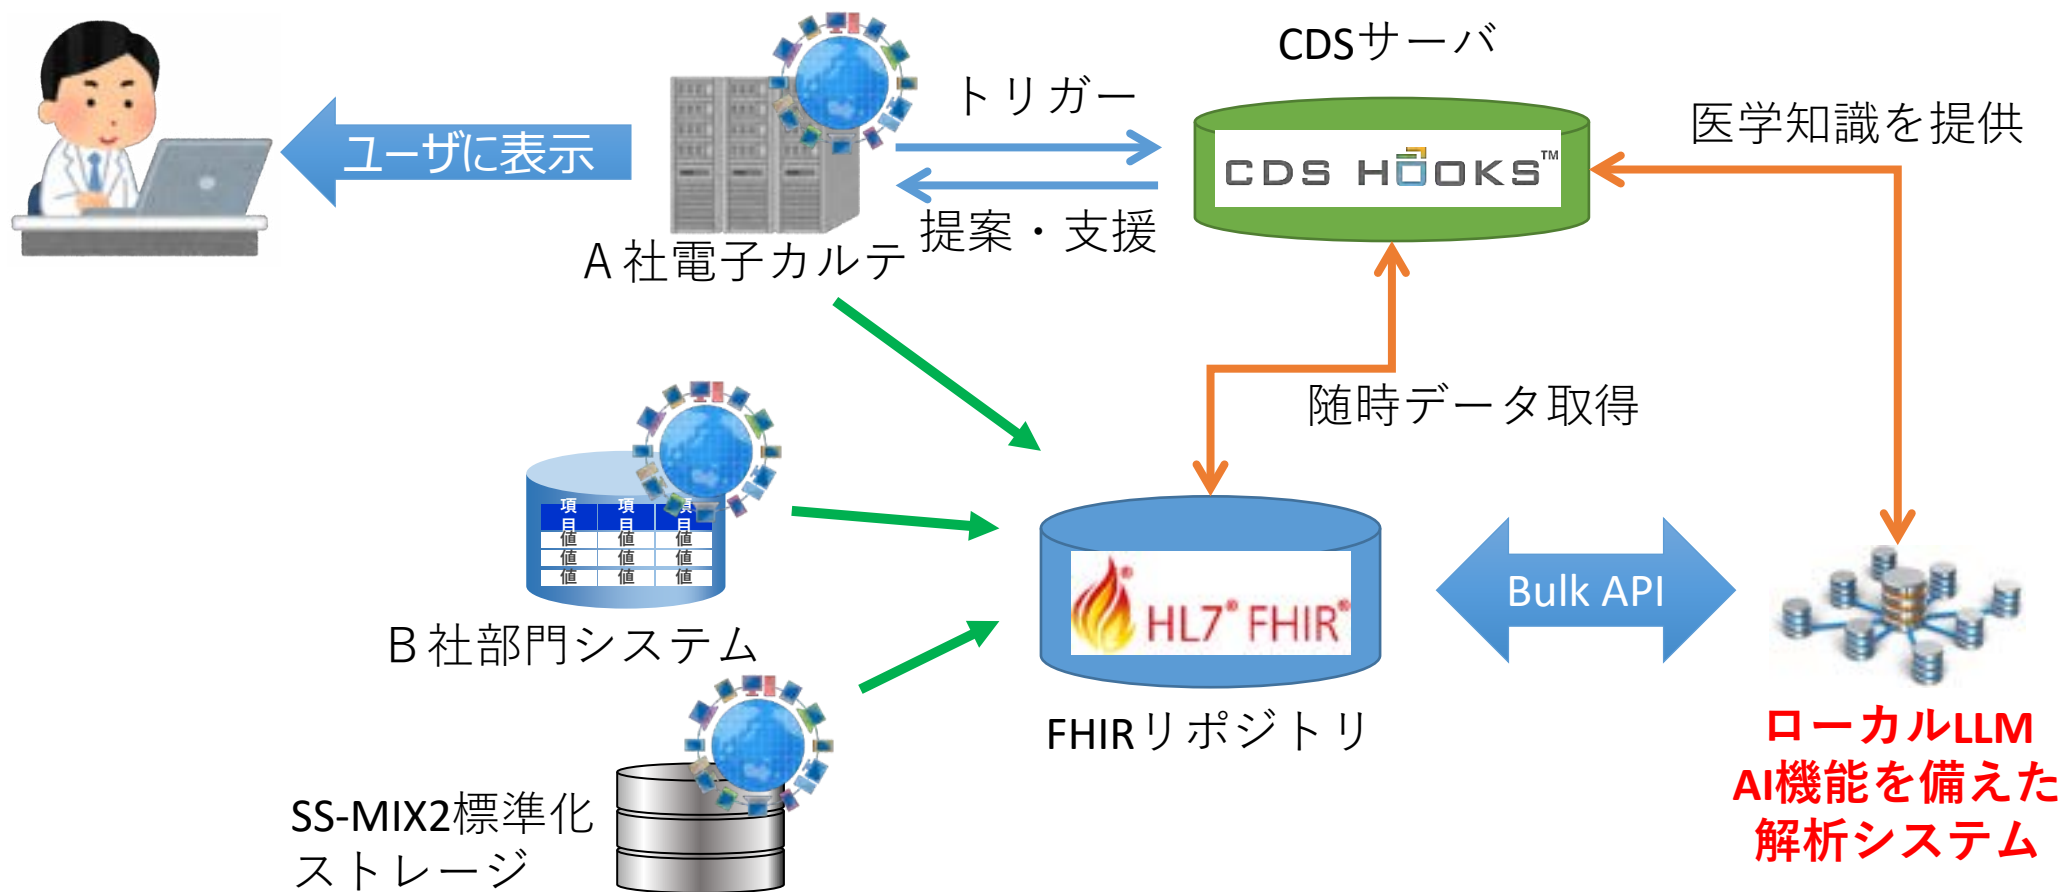 CDSサーバ
トリガー
医学知識を提供
ユーザに表示
CDS HOOKS™
提案・支援
A社電子カルテ
随時データ取得
項目 項目 項目
値 値 値
値 値 値
値 値 値
HL7® FHIR®
Bulk API
B社部門システム
FHIRリポジトリ
ローカルLLM
AI機能を備えた
解析システム
SS-MIX2標準化
ストレージ